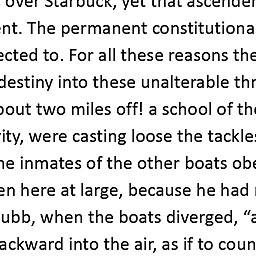 over Starbuck, yet that ascenden
ent. The permanent constitutiona
ected to. For all these reasons the
destiny into these unalterable thr
bout two miles off! a school of the
rity, were casting loose the tackles
he inmates of the other boats obe
en here at large, because he had
ubb, when the boats diverged, “a
ackward into the air, as if to coun